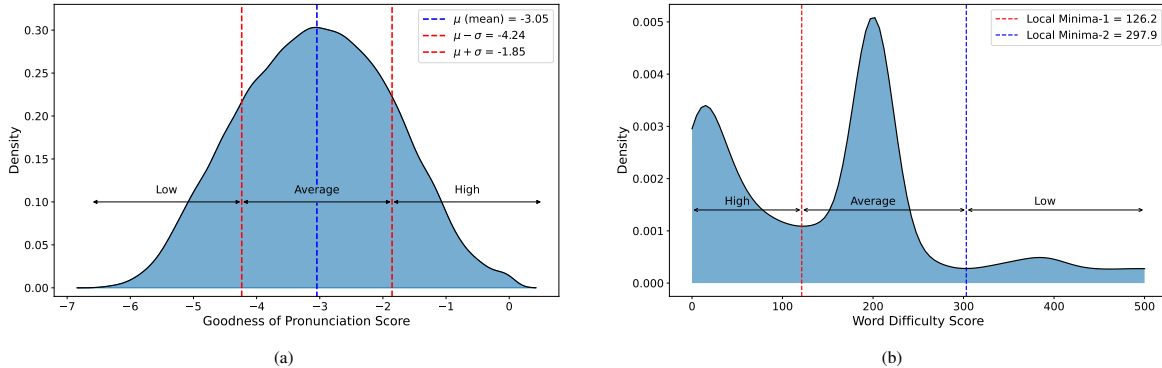 0.30
0.25
0.20
0.15
0.10
0.05
0.00
Density
μ (mean) = -3.05
μ − σ = -4.24
μ + σ = -1.85
Low
Average
High
−7
−6
−5
−4
−3
−2
−1
0
Goodness of Pronunciation Score
(a)
0.005
0.004
0.003
0.002
0.001
0.000
Density
Local Minima-1 = 126.2
Local Minima-2 = 297.9
High
Average
Low
0
100
200
300
400
500
Word Difficulty Score
(b)